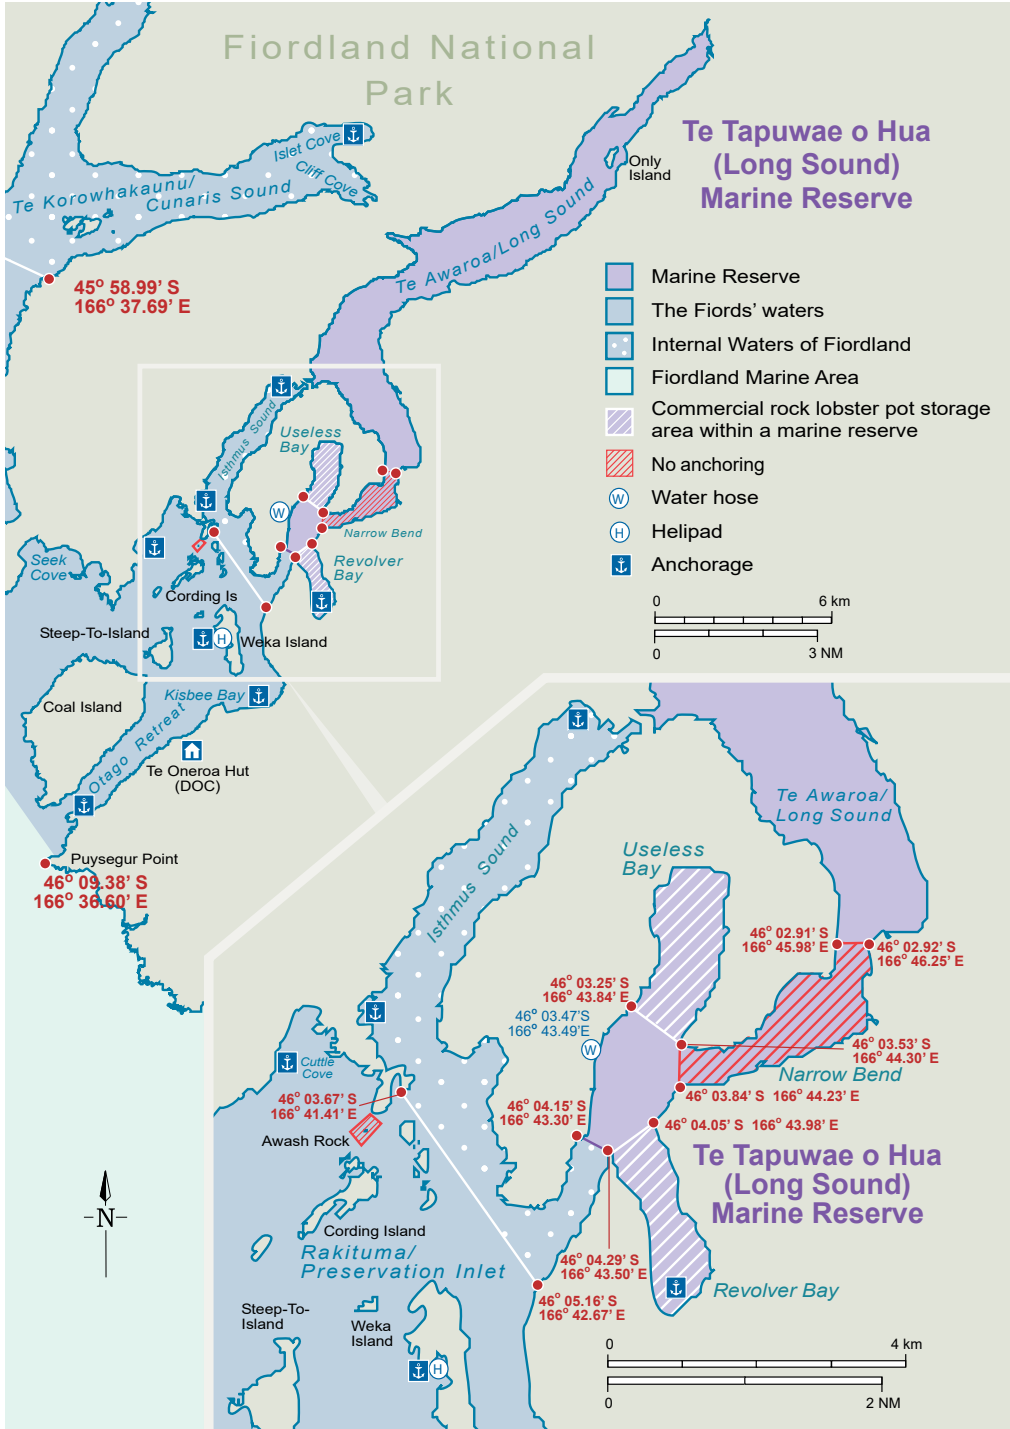 Fiordland National
Park
Te Tapuwae o Hua
(Long Sound)
Marine Reserve
Islet Cove
Cliff Cove
Te Korowhakaunu/
Cunaris Sound
Only
Island
Te Awaroa/Long Sound
45° 58.99' S
166° 37.69' E
Marine Reserve
The Fiords' waters
Internal Waters of Fiordland
Fiordland Marine Area
Commercial rock lobster pot storage
area within a marine reserve
No anchoring
W Water hose
H Helipad
Anchorage
0 6 km
0 3 NM
Isthmus Sound
Useless
Bay
W
Narrow Bend
Revolver
Bay
Seek
Cove
Cording Is
Steep-To-Island
H
Weka Island
Kisbee Bay
Coal Island
Otago Retreat
Te Oneroa Hut
(DOC)
Puysegur Point
46° 09.38' S
166° 36.60' E
Te Awaroa/
Long Sound
Useless
Bay
Isthmus Sound
46° 02.91' S
166° 45.98' E
46° 02.92' S
166° 46.25' E
46° 03.25' S
166° 43.84' E
46° 03.47'S
166° 43.49'E
W
46° 03.53' S
166° 44.30' E
Narrow Bend
Cuttle
Cove
46° 03.67' S
166° 41.41' E
46° 03.84' S 166° 44.23' E
46° 04.15' S
166° 43.30' E
46° 04.05' S 166° 43.98' E
Awash Rock
Te Tapuwae o Hua
(Long Sound)
Marine Reserve
N
Cording Island
Rakituma/
Preservation Inlet
46° 04.29' S
166° 43.50' E
46° 05.16' S
166° 42.67' E
Revolver Bay
Steep-To-
Island
Weka
Island
H
0 4 km
0 2 NM